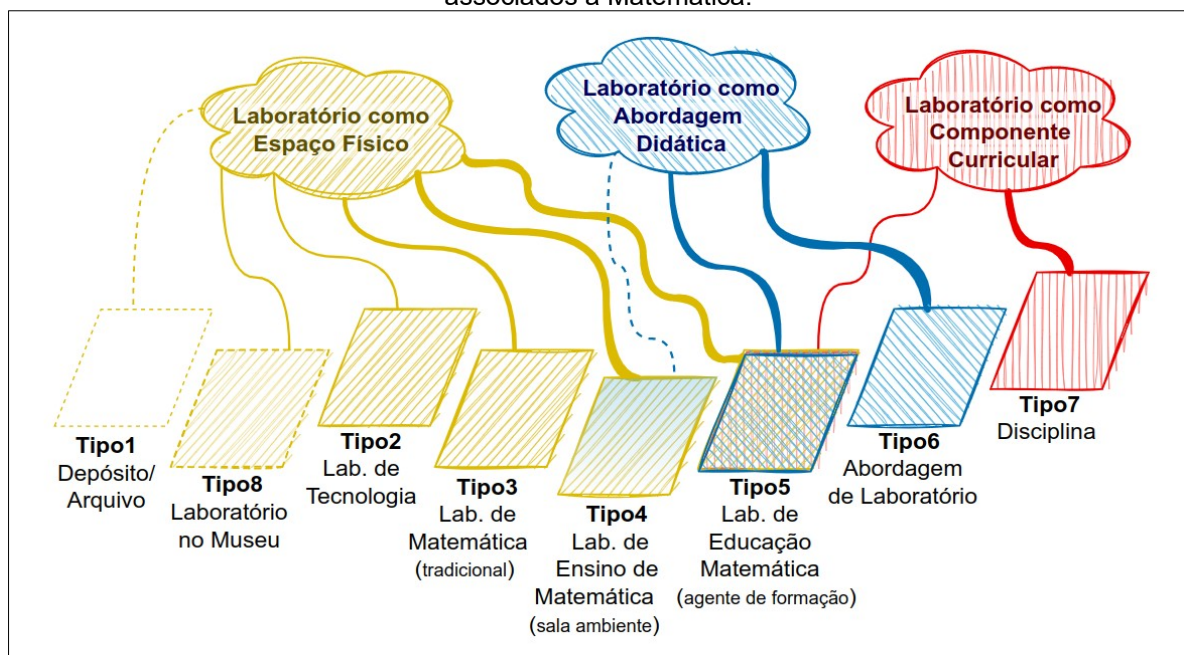 associados à Matemática.
Laboratório como
Espaço Físico
Laboratório como
Abordagem
Didática
Laboratório como
Componente
Curricular
Tipo1
Depósito/
Arquivo
Tipo8
Laboratório
no Museu
Tipo2
Lab. de
Tecnologia
Tipo3
Lab. de
Matemática
(tradicional)
Tipo4
Lab. de
Ensino de
Matemática
(sala ambiente)
Tipo5
Lab. de
Educação
Matemática
(agente de formação)
Tipo6
Abordagem
de Laboratório
Tipo7
Disciplina